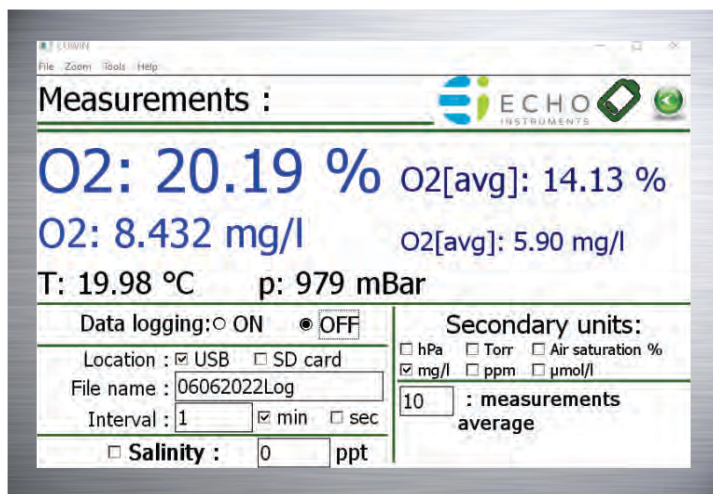 LUWIN
File Zoom Tools Help
Measurements :
ECHO
INSTRUMENTS
O2: 20.19 %
O2[avg]: 14.13 %
O2: 8.432 mg/l
O2[avg]: 5.90 mg/l
T: 19.98 °C p: 979 mBar
Data logging: ON OFF
Location : USB SD card
File name : 06062022Log
Interval : 1 min sec
Salinity : 0 ppt
Secondary units:
hPa Torr Air saturation %
mg/l ppm µmol/l
10 : measurements
average